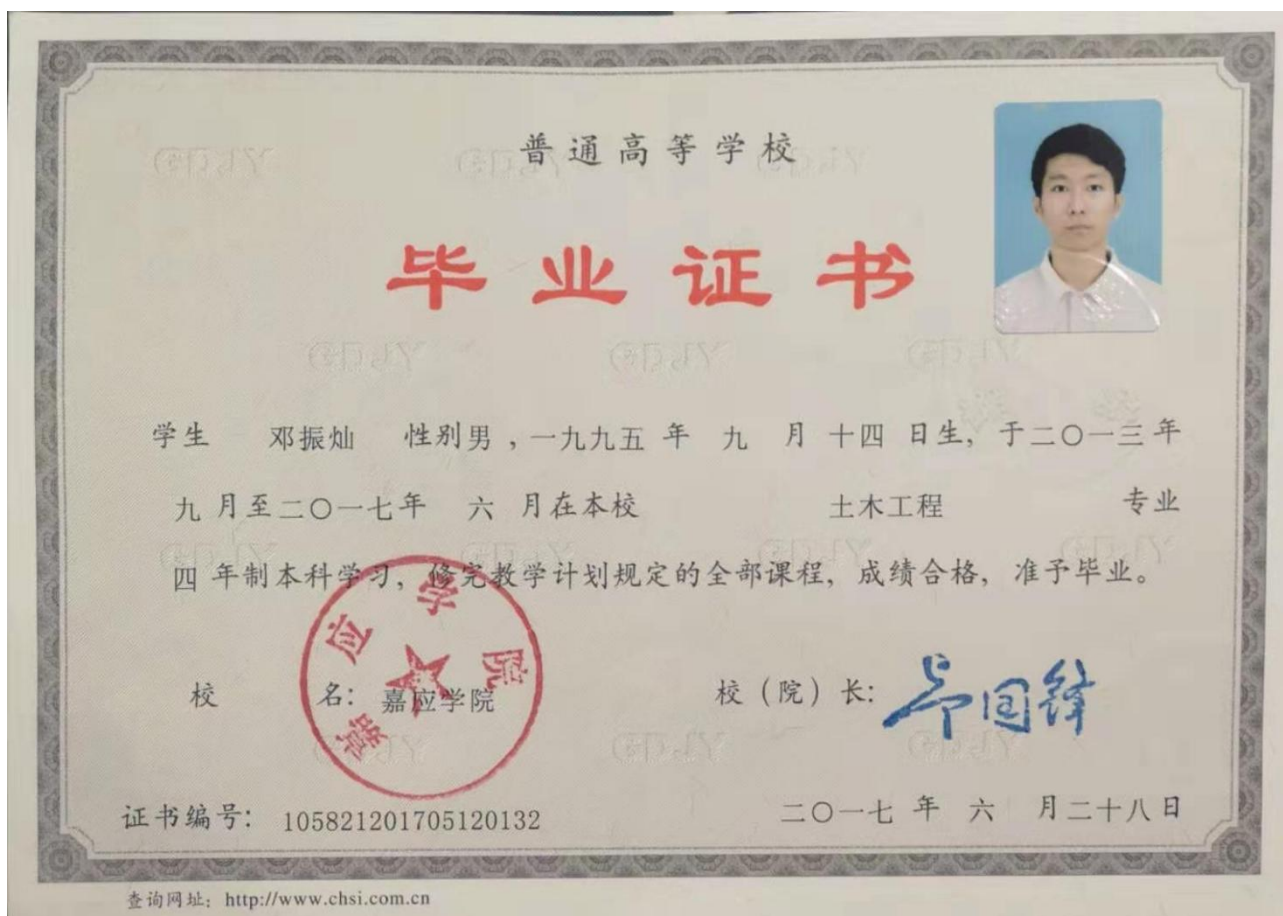 普通高等学校
毕业证书
学生 邓振灿 性别男，一九九五年 九 月十四日生，于二〇一三年
九月至二〇一七年 六 月在本校 土木工程 专业
四年制本科学习，修完教学计划规定的全部课程，成绩合格，准予毕业。
嘉应学院
校 名：嘉应学院 校（院）长：
证书编号：105821201705120132 二〇一七年 六 月二十八日
查询网址：http://www.chsi.com.cn